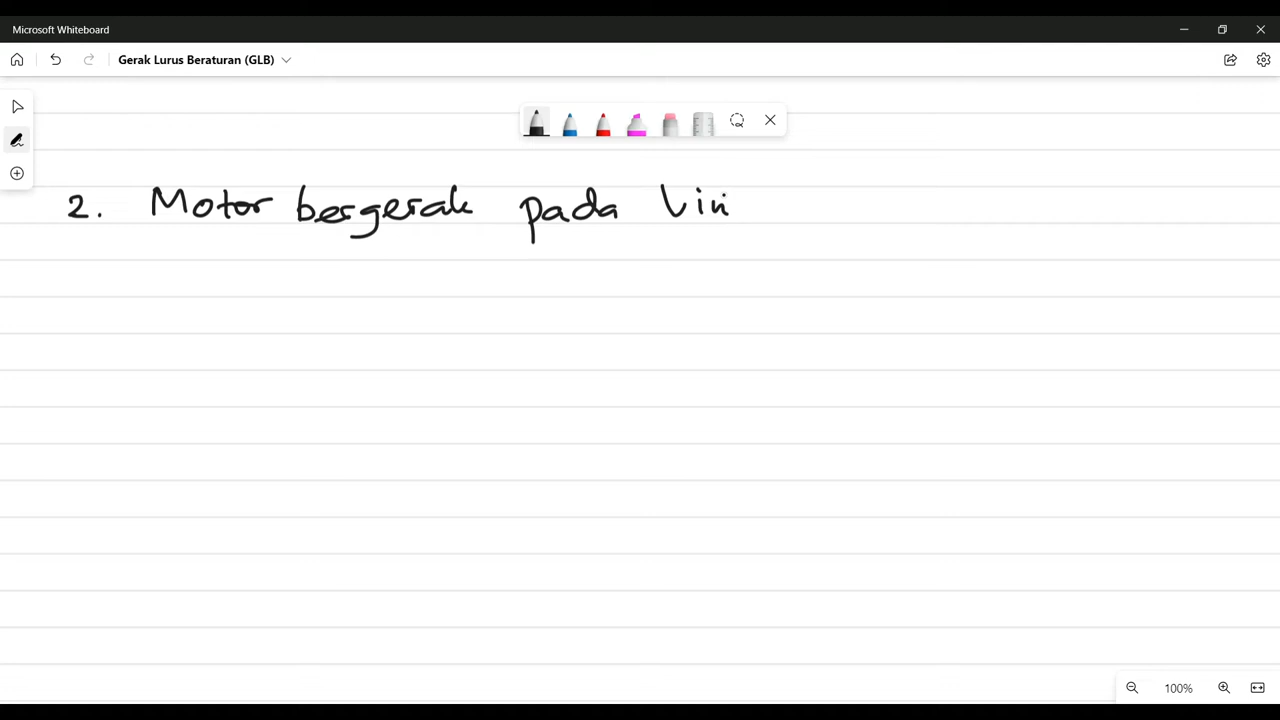 Microsoft Whiteboard
Gerak Lurus Beraturan (GLB)
2. Motor bergerak pada lin
100%